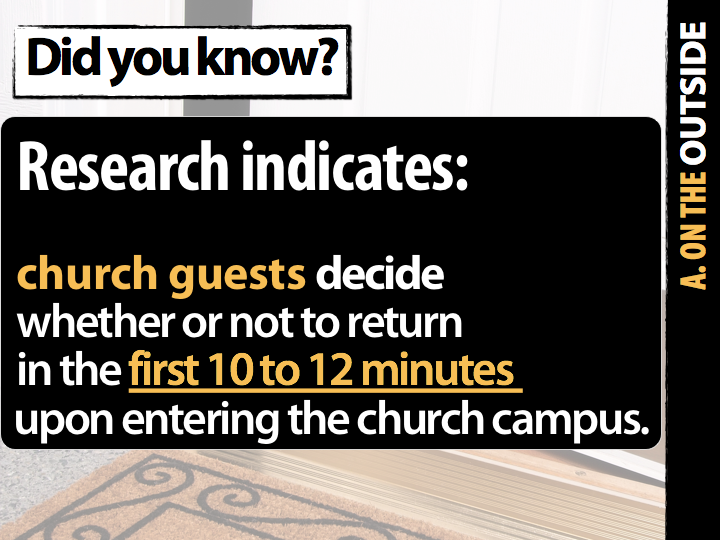 Did you know?
Research indicates:
church guests decide
whether or not to return
in the first 10 to 12 minutes
upon entering the church campus.
A. ON THE OUTSIDE